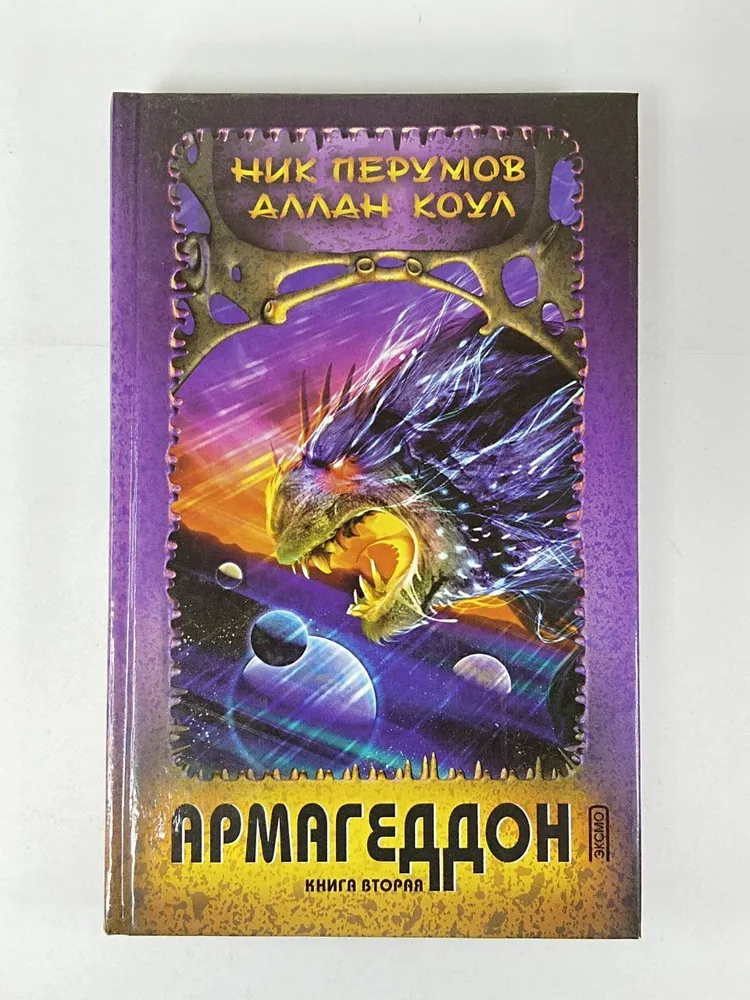 НИК ПЕРУМОВ
АЛЛАН КОУЛ
АРМАГЕДДОН
КНИГА ВТОРАЯ
ЭКСМО